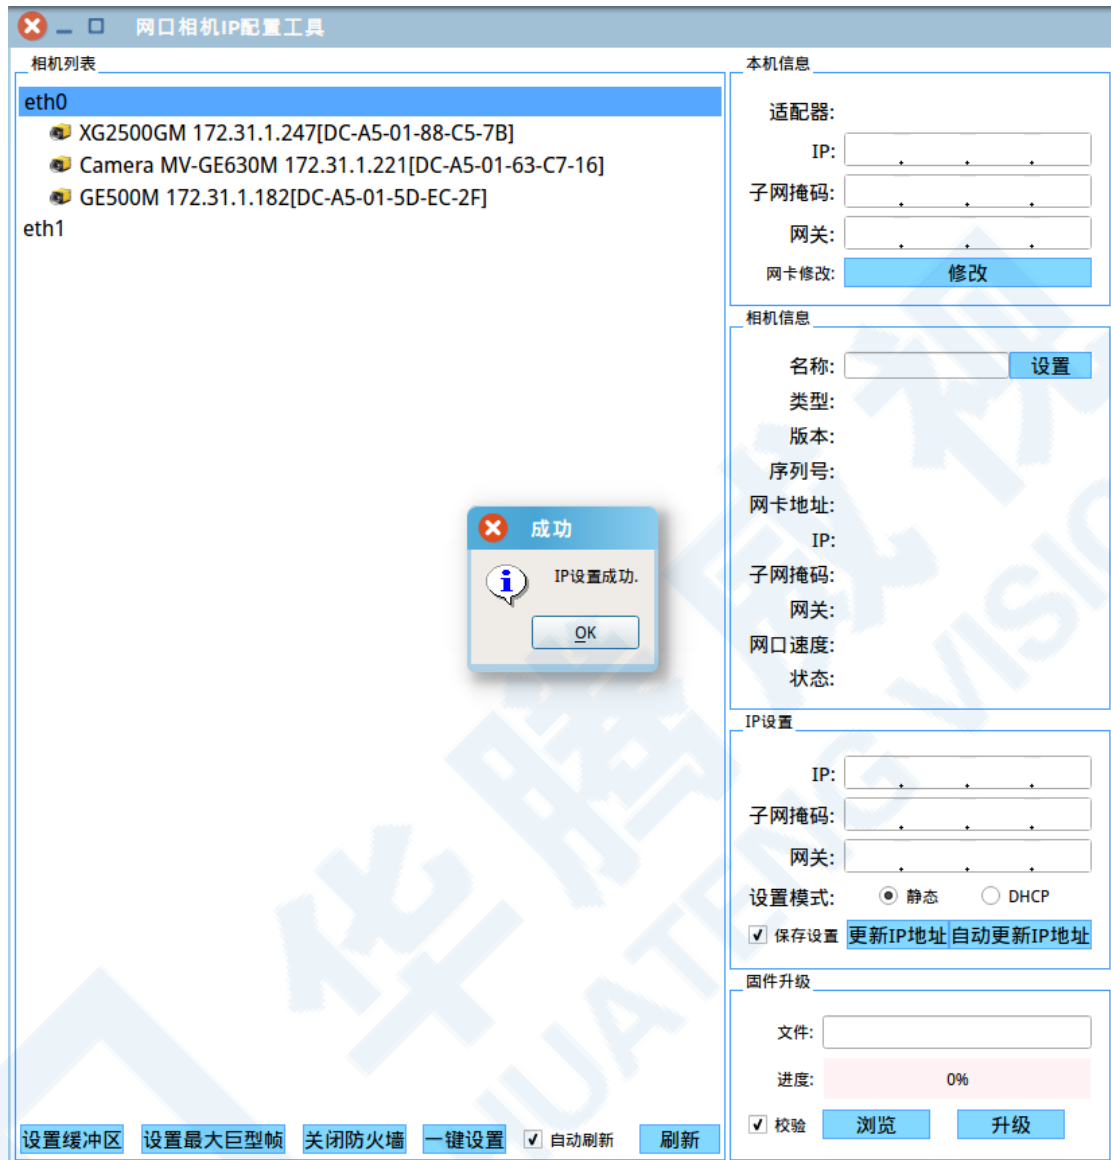 网口相机IP配置工具
相机列表
eth0
XG2500GM 172.31.1.247[DC-A5-01-88-C5-7B]
Camera MV-GE630M 172.31.1.221[DC-A5-01-63-C7-16]
GE500M 172.31.1.182[DC-A5-01-5D-EC-2F]
eth1
本机信息
适配器:
IP:
子网掩码:
网关:
网卡修改: 修改
相机信息
名称: 设置
类型:
版本:
序列号:
网卡地址:
IP:
子网掩码:
网关:
网口速度:
状态:
成功
IP设置成功.
OK
IP设置
IP:
子网掩码:
网关:
设置模式: 静态 DHCP
保存设置 更新IP地址 自动更新IP地址
固件升级
文件:
进度: 0%
校验 浏览 升级
设置缓冲区 设置最大巨型帧 关闭防火墙 一键设置 自动刷新 刷新
华腾威视
HUATENG VISIO